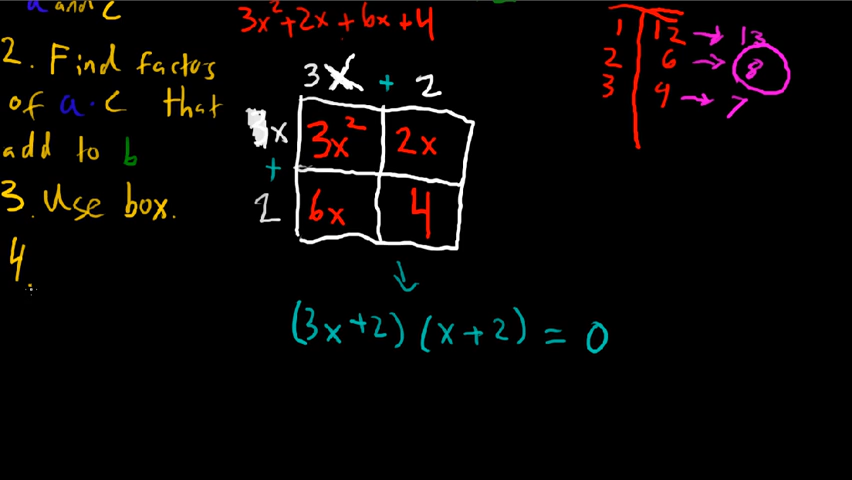 a and C
3x²+2x+6x+4
2. Find factos
of a·c that
add to b
3. Use box.
4.
3x + 2
x
+
2
3x² 2x
6x 4
↓
(3x+2)(x+2) = 0
1 12 → 13
2 6 → 8
3 4 → 7